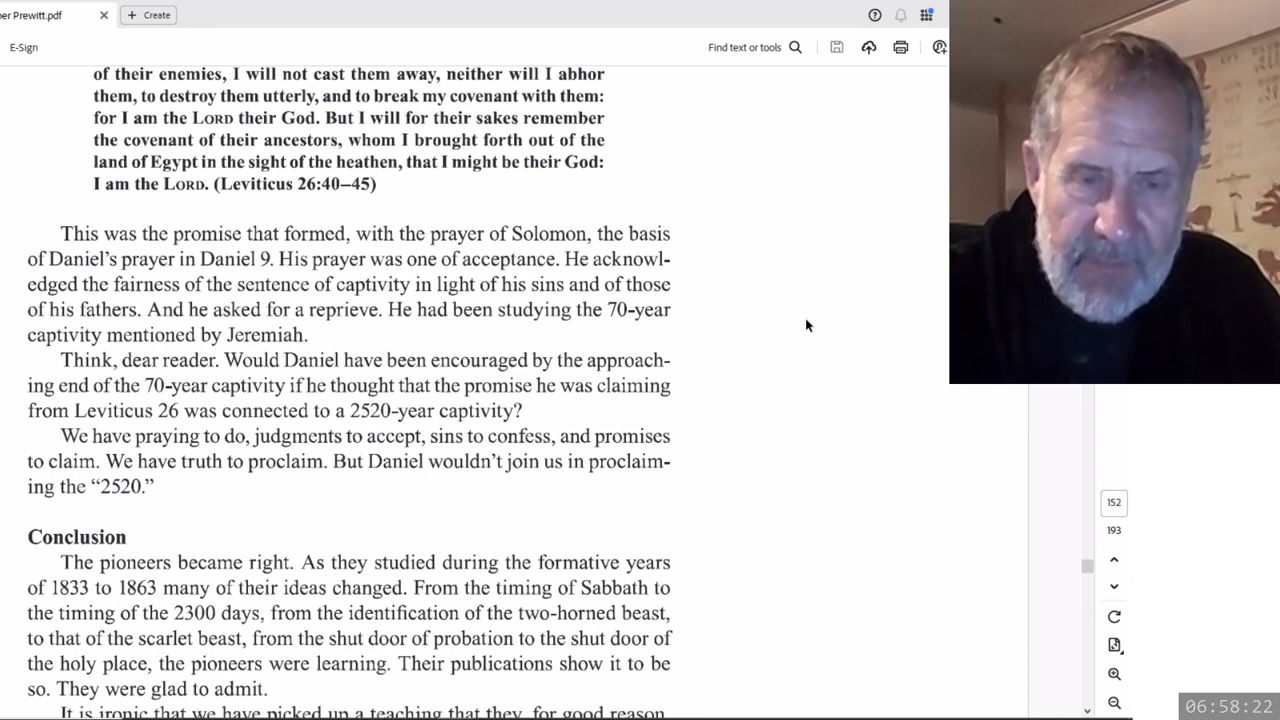 er Prewitt.pdf
Create
E-Sign
Find text or tools
of their enemies, I will not cast them away, neither will I abhor
them, to destroy them utterly, and to break my covenant with them:
for I am the LORD their God. But I will for their sakes remember
the covenant of their ancestors, whom I brought forth out of the
land of Egypt in the sight of the heathen, that I might be their God:
I am the LORD. (Leviticus 26:40–45)
This was the promise that formed, with the prayer of Solomon, the basis
of Daniel’s prayer in Daniel 9. His prayer was one of acceptance. He acknowl-
edged the fairness of the sentence of captivity in light of his sins and of those
of his fathers. And he asked for a reprieve. He had been studying the 70-year
captivity mentioned by Jeremiah.
Think, dear reader. Would Daniel have been encouraged by the approach-
ing end of the 70-year captivity if he thought that the promise he was claiming
from Leviticus 26 was connected to a 2520-year captivity?
We have praying to do, judgments to accept, sins to confess, and promises
to claim. We have truth to proclaim. But Daniel wouldn’t join us in proclaim-
ing the “2520.”
Conclusion
The pioneers became right. As they studied during the formative years
of 1833 to 1863 many of their ideas changed. From the timing of Sabbath to
the timing of the 2300 days, from the identification of the two-horned beast,
to that of the scarlet beast, from the shut door of probation to the shut door of
the holy place, the pioneers were learning. Their publications show it to be
so. They were glad to admit.
It is ironic that we have picked up a teaching that they, for good reason,
152
193
06:58:22